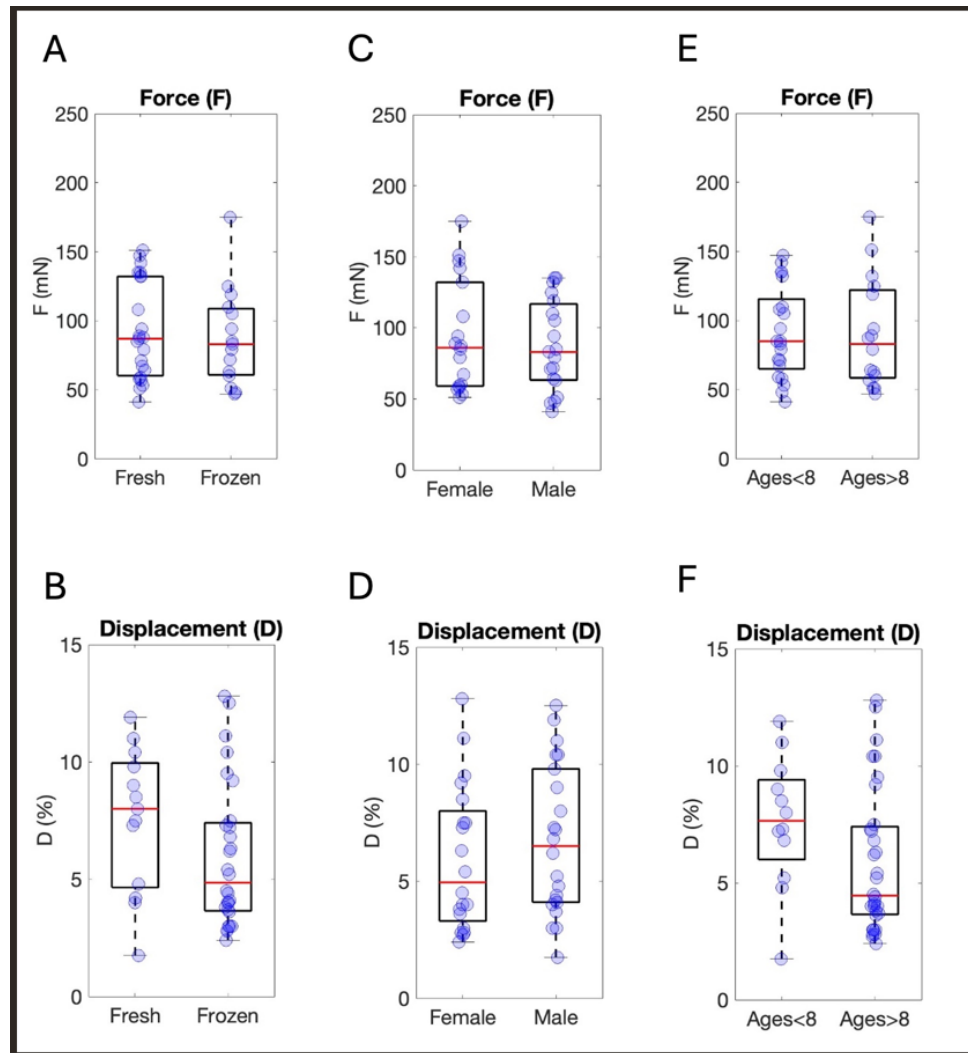 A
Force (F)
250
200
150
100
50
0
F (mN)
Fresh Frozen
C
Force (F)
250
200
150
100
50
0
F (mN)
Female Male
E
Force (F)
250
200
150
100
50
0
F (mN)
Ages<8 Ages>8
B
Displacement (D)
15
10
5
0
D (%)
Fresh Frozen
D
Displacement (D)
15
10
5
0
D (%)
Female Male
F
Displacement (D)
15
10
5
0
D (%)
Ages<8 Ages>8